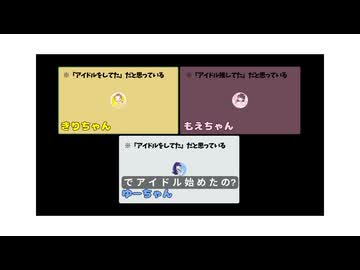 ※「アイドルをしてた」だと思っている
きりちゃん
※「アイドル推してた」だと思っている
もえちゃん
※「アイドルをしてた」だと思っている
でアイドル始めたの?
ゆーちゃん